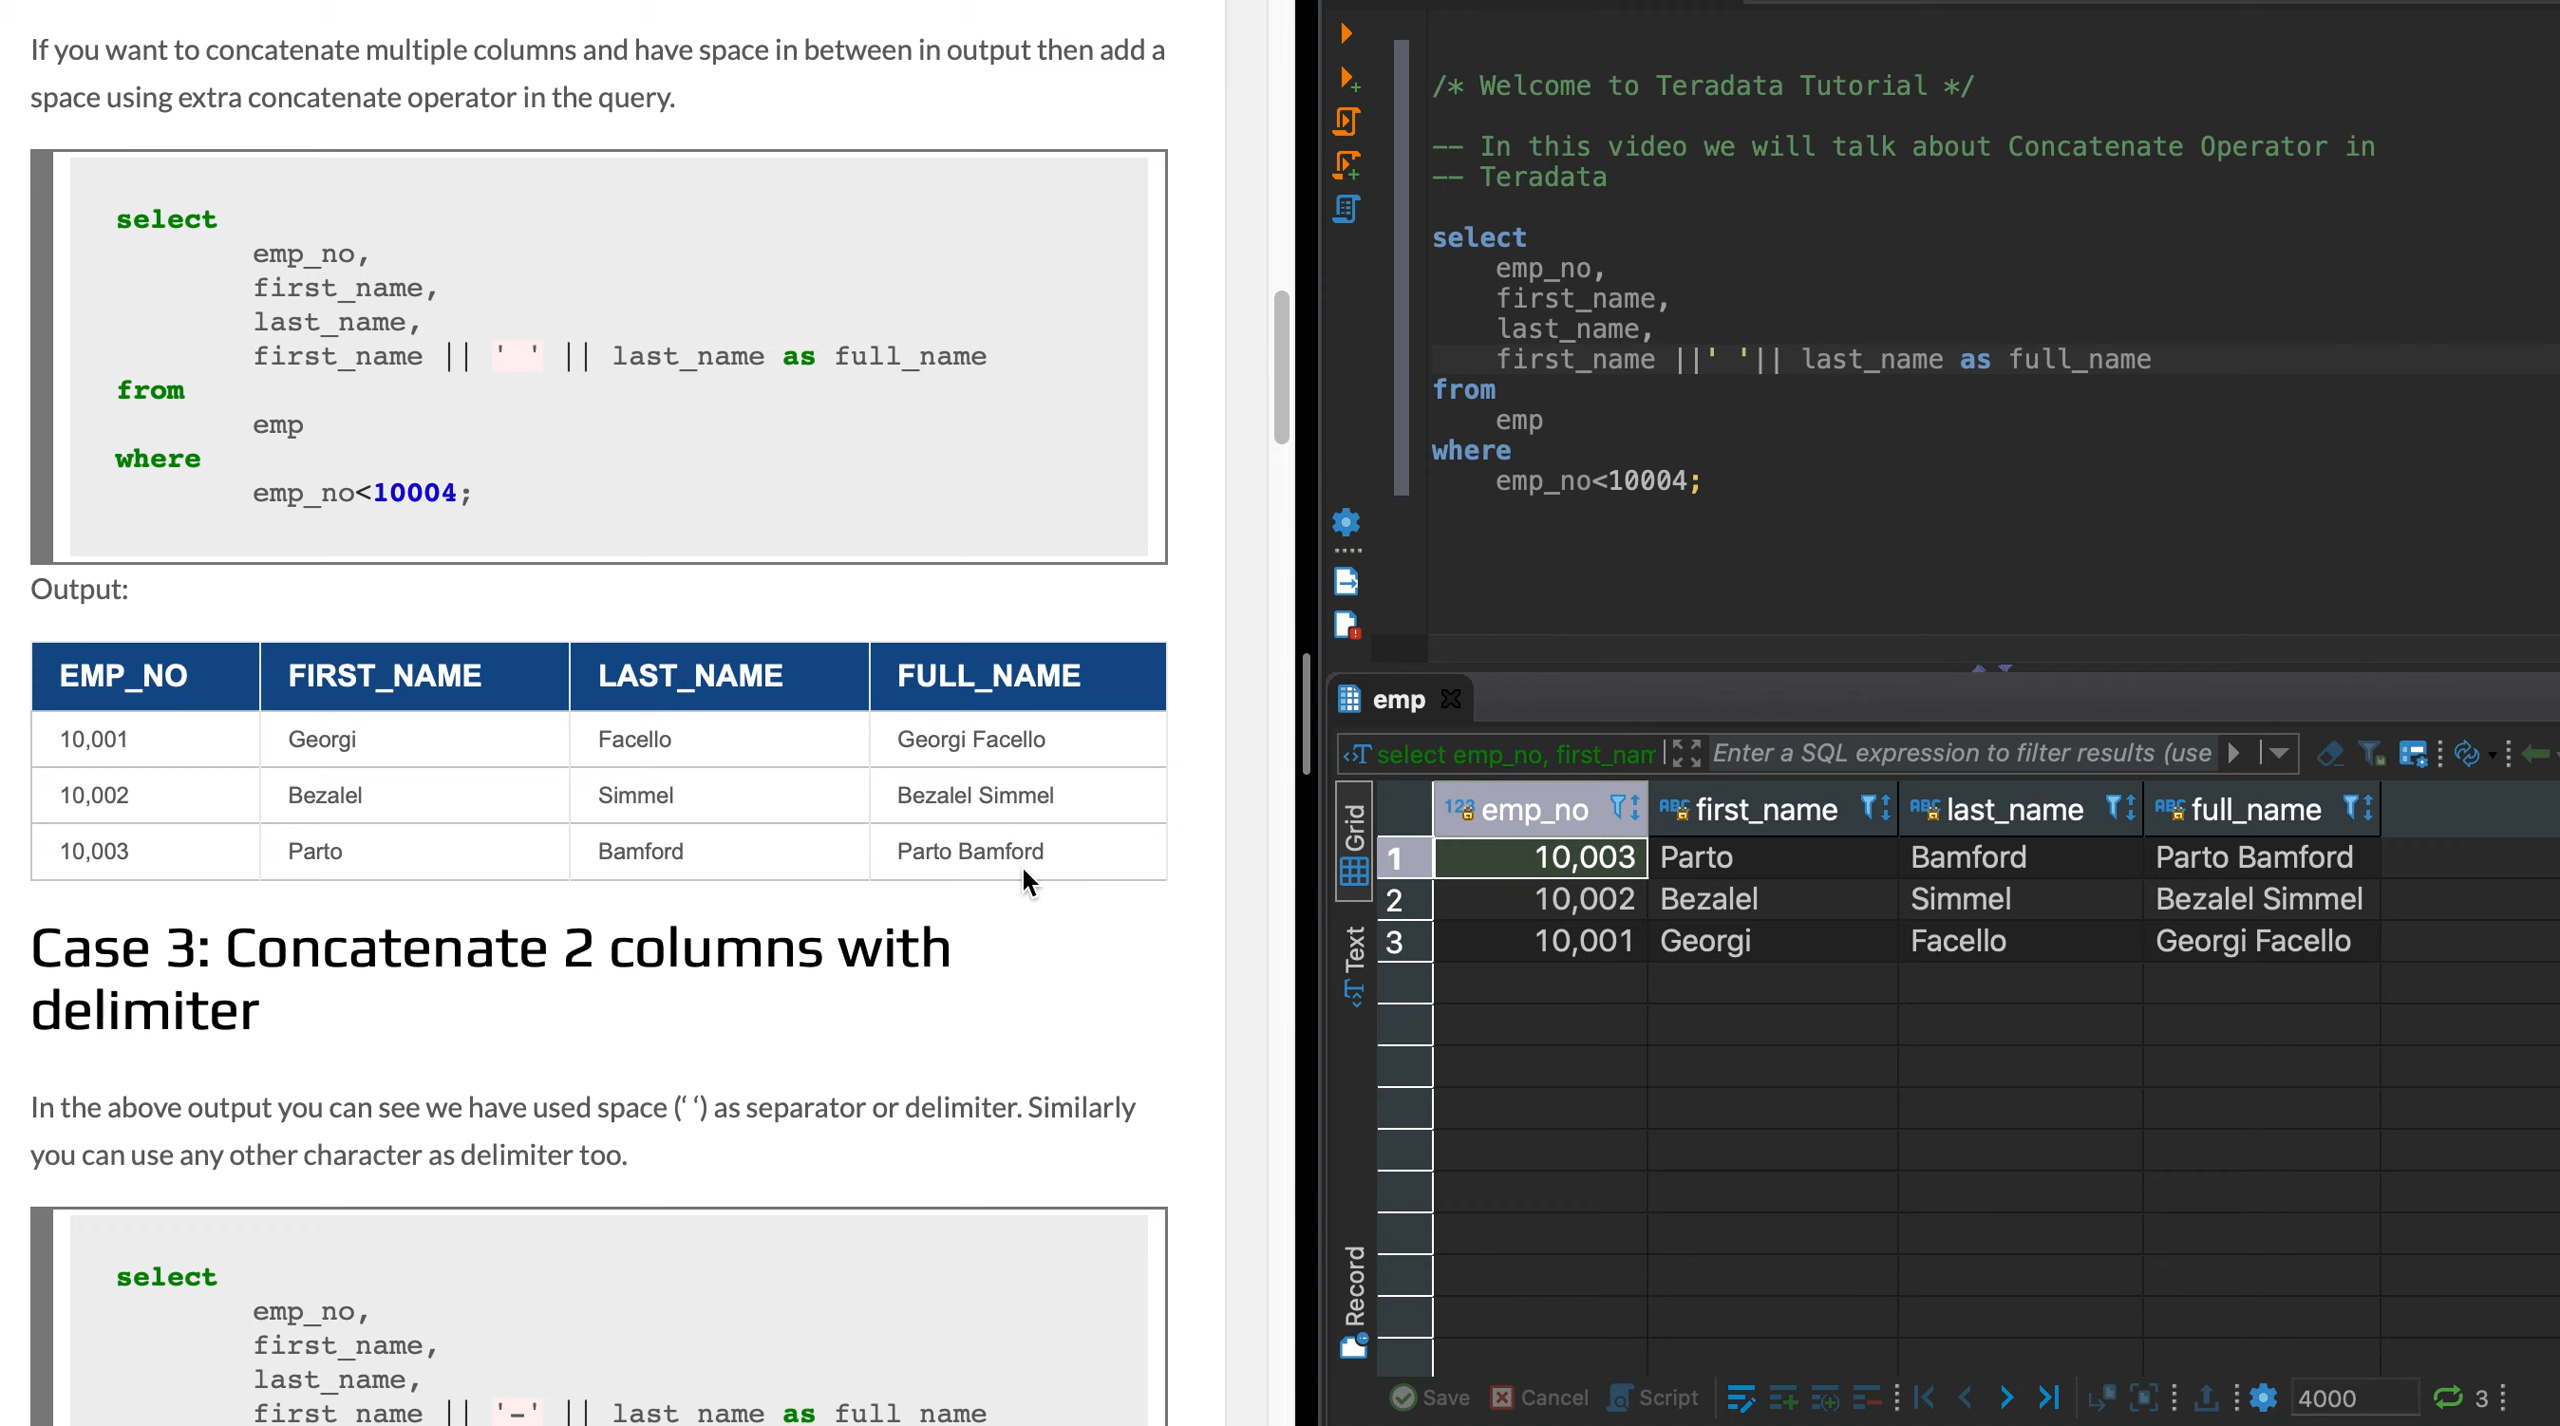 If you want to concatenate multiple columns and have space in between in output then add a
space using extra concatenate operator in the query.
select
emp_no,
first_name,
last_name,
first_name || ' ' || last_name as full_name
from
emp
where
emp_no<10004;
Output:
EMP_NO FIRST_NAME LAST_NAME FULL_NAME
10,001 Georgi Facello Georgi Facello
10,002 Bezalel Simmel Bezalel Simmel
10,003 Parto Bamford Parto Bamford
Case 3: Concatenate 2 columns with
delimiter
In the above output you can see we have used space (‘ ‘) as separator or delimiter. Similarly
you can use any other character as delimiter too.
select
emp_no,
first_name,
last_name,
first_name || '-' || last_name as full_name
/* Welcome to Teradata Tutorial */
-- In this video we will talk about Concatenate Operator in
-- Teradata
select
emp_no,
first_name,
last_name,
first_name ||' '|| last_name as full_name
from
emp
where
emp_no<10004;
emp
select emp_no, first_nam Enter a SQL expression to filter results (use
Grid
Text
Record
123 emp_no ABC first_name ABC last_name ABC full_name
1 10,003 Parto Bamford Parto Bamford
2 10,002 Bezalel Simmel Bezalel Simmel
3 10,001 Georgi Facello Georgi Facello
Save Cancel Script 4000 3